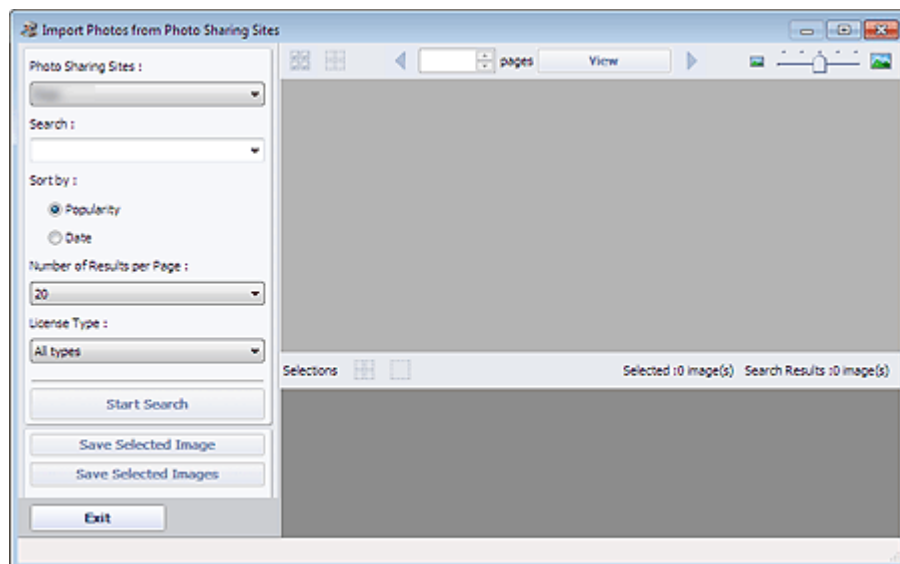 Import Photos from Photo Sharing Sites
Photo Sharing Sites :
Search :
Sort by :
Popularity
Date
Number of Results per Page :
20
License Type :
All types
Start Search
Save Selected Image
Save Selected Images
Exit
pages View
Selections Selected :0 image(s) Search Results :0 image(s)